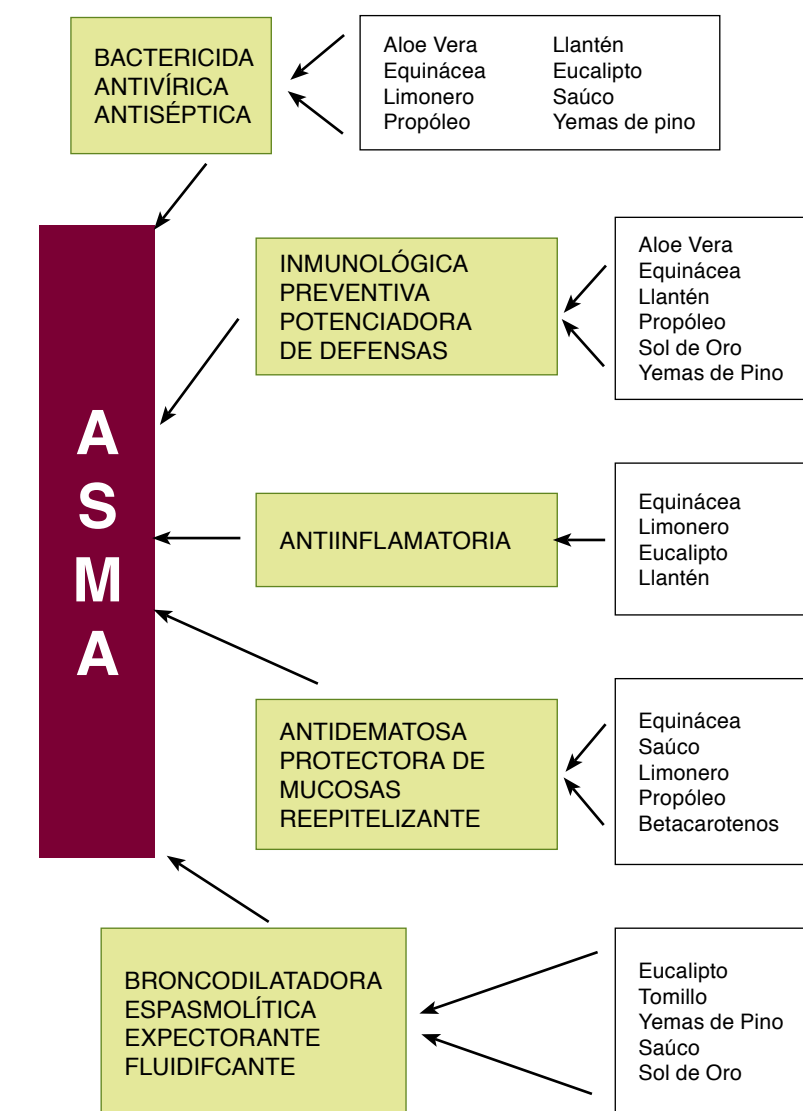 BACTERICIDA
ANTIVÍRICA
ANTISÉPTICA
Aloe Vera
Equinácea
Limonero
Propóleo
Llantén
Eucalipto
Saúco
Yemas de pino
A
S
M
A
INMUNOLÓGICA
PREVENTIVA
POTENCIADORA
DE DEFENSAS
Aloe Vera
Equinácea
Llantén
Propóleo
Sol de Oro
Yemas de Pino
ANTIINFLAMATORIA
Equinácea
Limonero
Eucalipto
Llantén
ANTIDEMATOSA
PROTECTORA DE
MUCOSAS
REEPITELIZANTE
Equinácea
Saúco
Limonero
Propóleo
Betacarotenos
BRONCODILATADORA
ESPASMOLÍTICA
EXPECTORANTE
FLUIDIFCANTE
Eucalipto
Tomillo
Yemas de Pino
Saúco
Sol de Oro